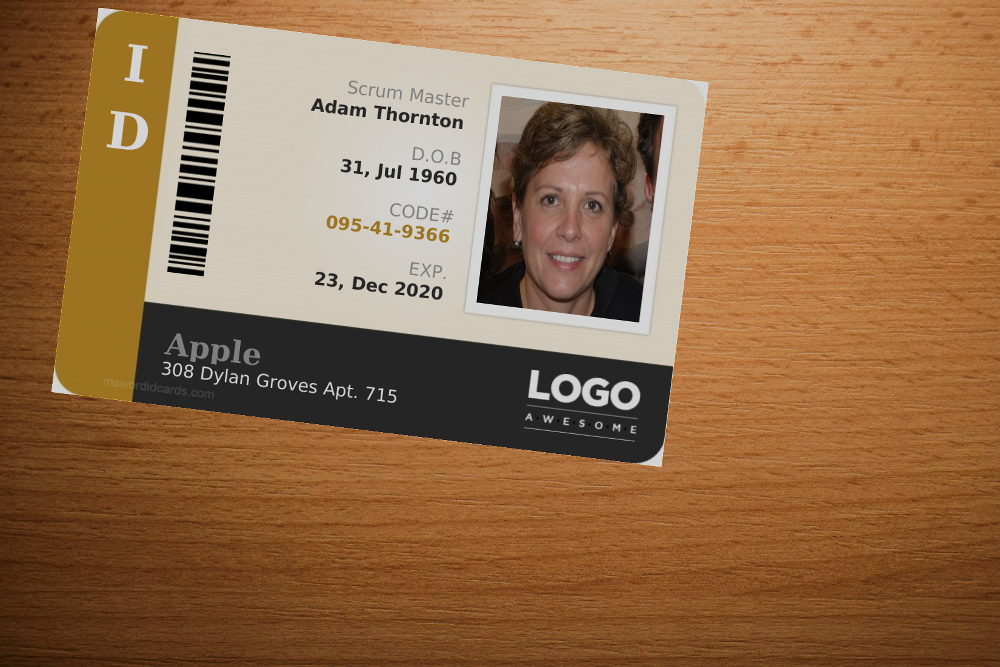 I
D
Scrum Master
Adam Thornton
D.O.B
31, Jul 1960
CODE#
095-41-9366
EXP.
23, Dec 2020
Apple
308 Dylan Groves Apt. 715
mswordidcards.com
LOGO
A·W·E·S·O·M·E